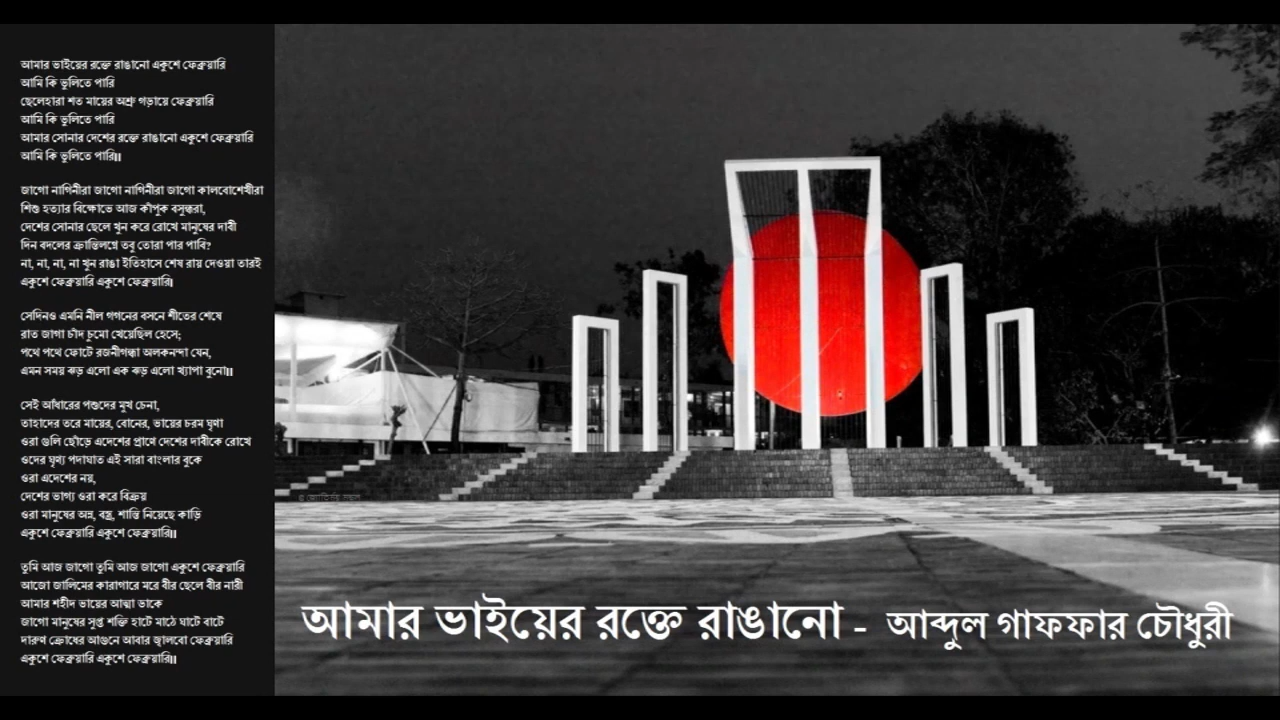 আমার ভাইয়ের রক্তে রাঙানো একুশে ফেব্রুয়ারি
আমি কি ভুলিতে পারি
ছেলেহারা শত মায়ের অশ্রু গড়ায়ে ফেব্রুয়ারি
আমি কি ভুলিতে পারি
আমার সোনার দেশের রক্তে রাঙানো একুশে ফেব্রুয়ারি
আমি কি ভুলিতে পারি।।
জাগো নাগিনীরা জাগো নাগিনীরা জাগো কালবোশেখীরা
শিশু হত্যার বিক্ষোভে আজ কাঁপুক বসুন্ধরা,
দেশের সোনার ছেলে খুন করে রোখে মানুষের দাবী
দিন বদলের ক্রান্তিলগ্নে তবু তোরা পার পাবি?
না, না, না, না খুন রাঙা ইতিহাসে শেষ রায় দেওয়া তারই
একুশে ফেব্রুয়ারি একুশে ফেব্রুয়ারি।
সেদিনও এমনি নীল গগনের বসনে শীতের শেষে
রাত জাগা চাঁদ চুমো খেয়েছিল হেসে;
পথে পথে ফোটে রজনীগন্ধা অলকনন্দা যেন,
এমন সময় ঝড় এলো এক ঝড় এলো খ্যাপা বুনো।।
সেই আঁধারের পশুদের মুখ চেনা,
তাহাদের তরে মায়ের, বোনের, ভায়ের চরম ঘৃণা
ওরা গুলি ছোঁড়ে এদেশের প্রাণে দেশের দাবীকে রোখে
ওদের ঘৃণ্য পদাঘাত এই সারা বাংলার বুকে
ওরা এদেশের নয়,
দেশের ভাগ্য ওরা করে বিক্রয়
ওরা মানুষের অন্ন, বস্ত্র, শান্তি নিয়েছে কাড়ি
একুশে ফেব্রুয়ারি একুশে ফেব্রুয়ারি।।
তুমি আজ জাগো তুমি আজ জাগো একুশে ফেব্রুয়ারি
আজো জালিমের কারাগারে মরে বীর ছেলে বীর নারী
আমার শহীদ ভায়ের আত্মা ডাকে
জাগো মানুষের সুপ্ত শক্তি হাটে মাঠে ঘাটে বাটে
দারুণ ক্রোধের আগুনে আবার জ্বালবো ফেব্রুয়ারি
একুশে ফেব্রুয়ারি একুশে ফেব্রুয়ারি।।
আমার ভাইয়ের রক্তে রাঙানো - আব্দুল গাফফার চৌধুরী